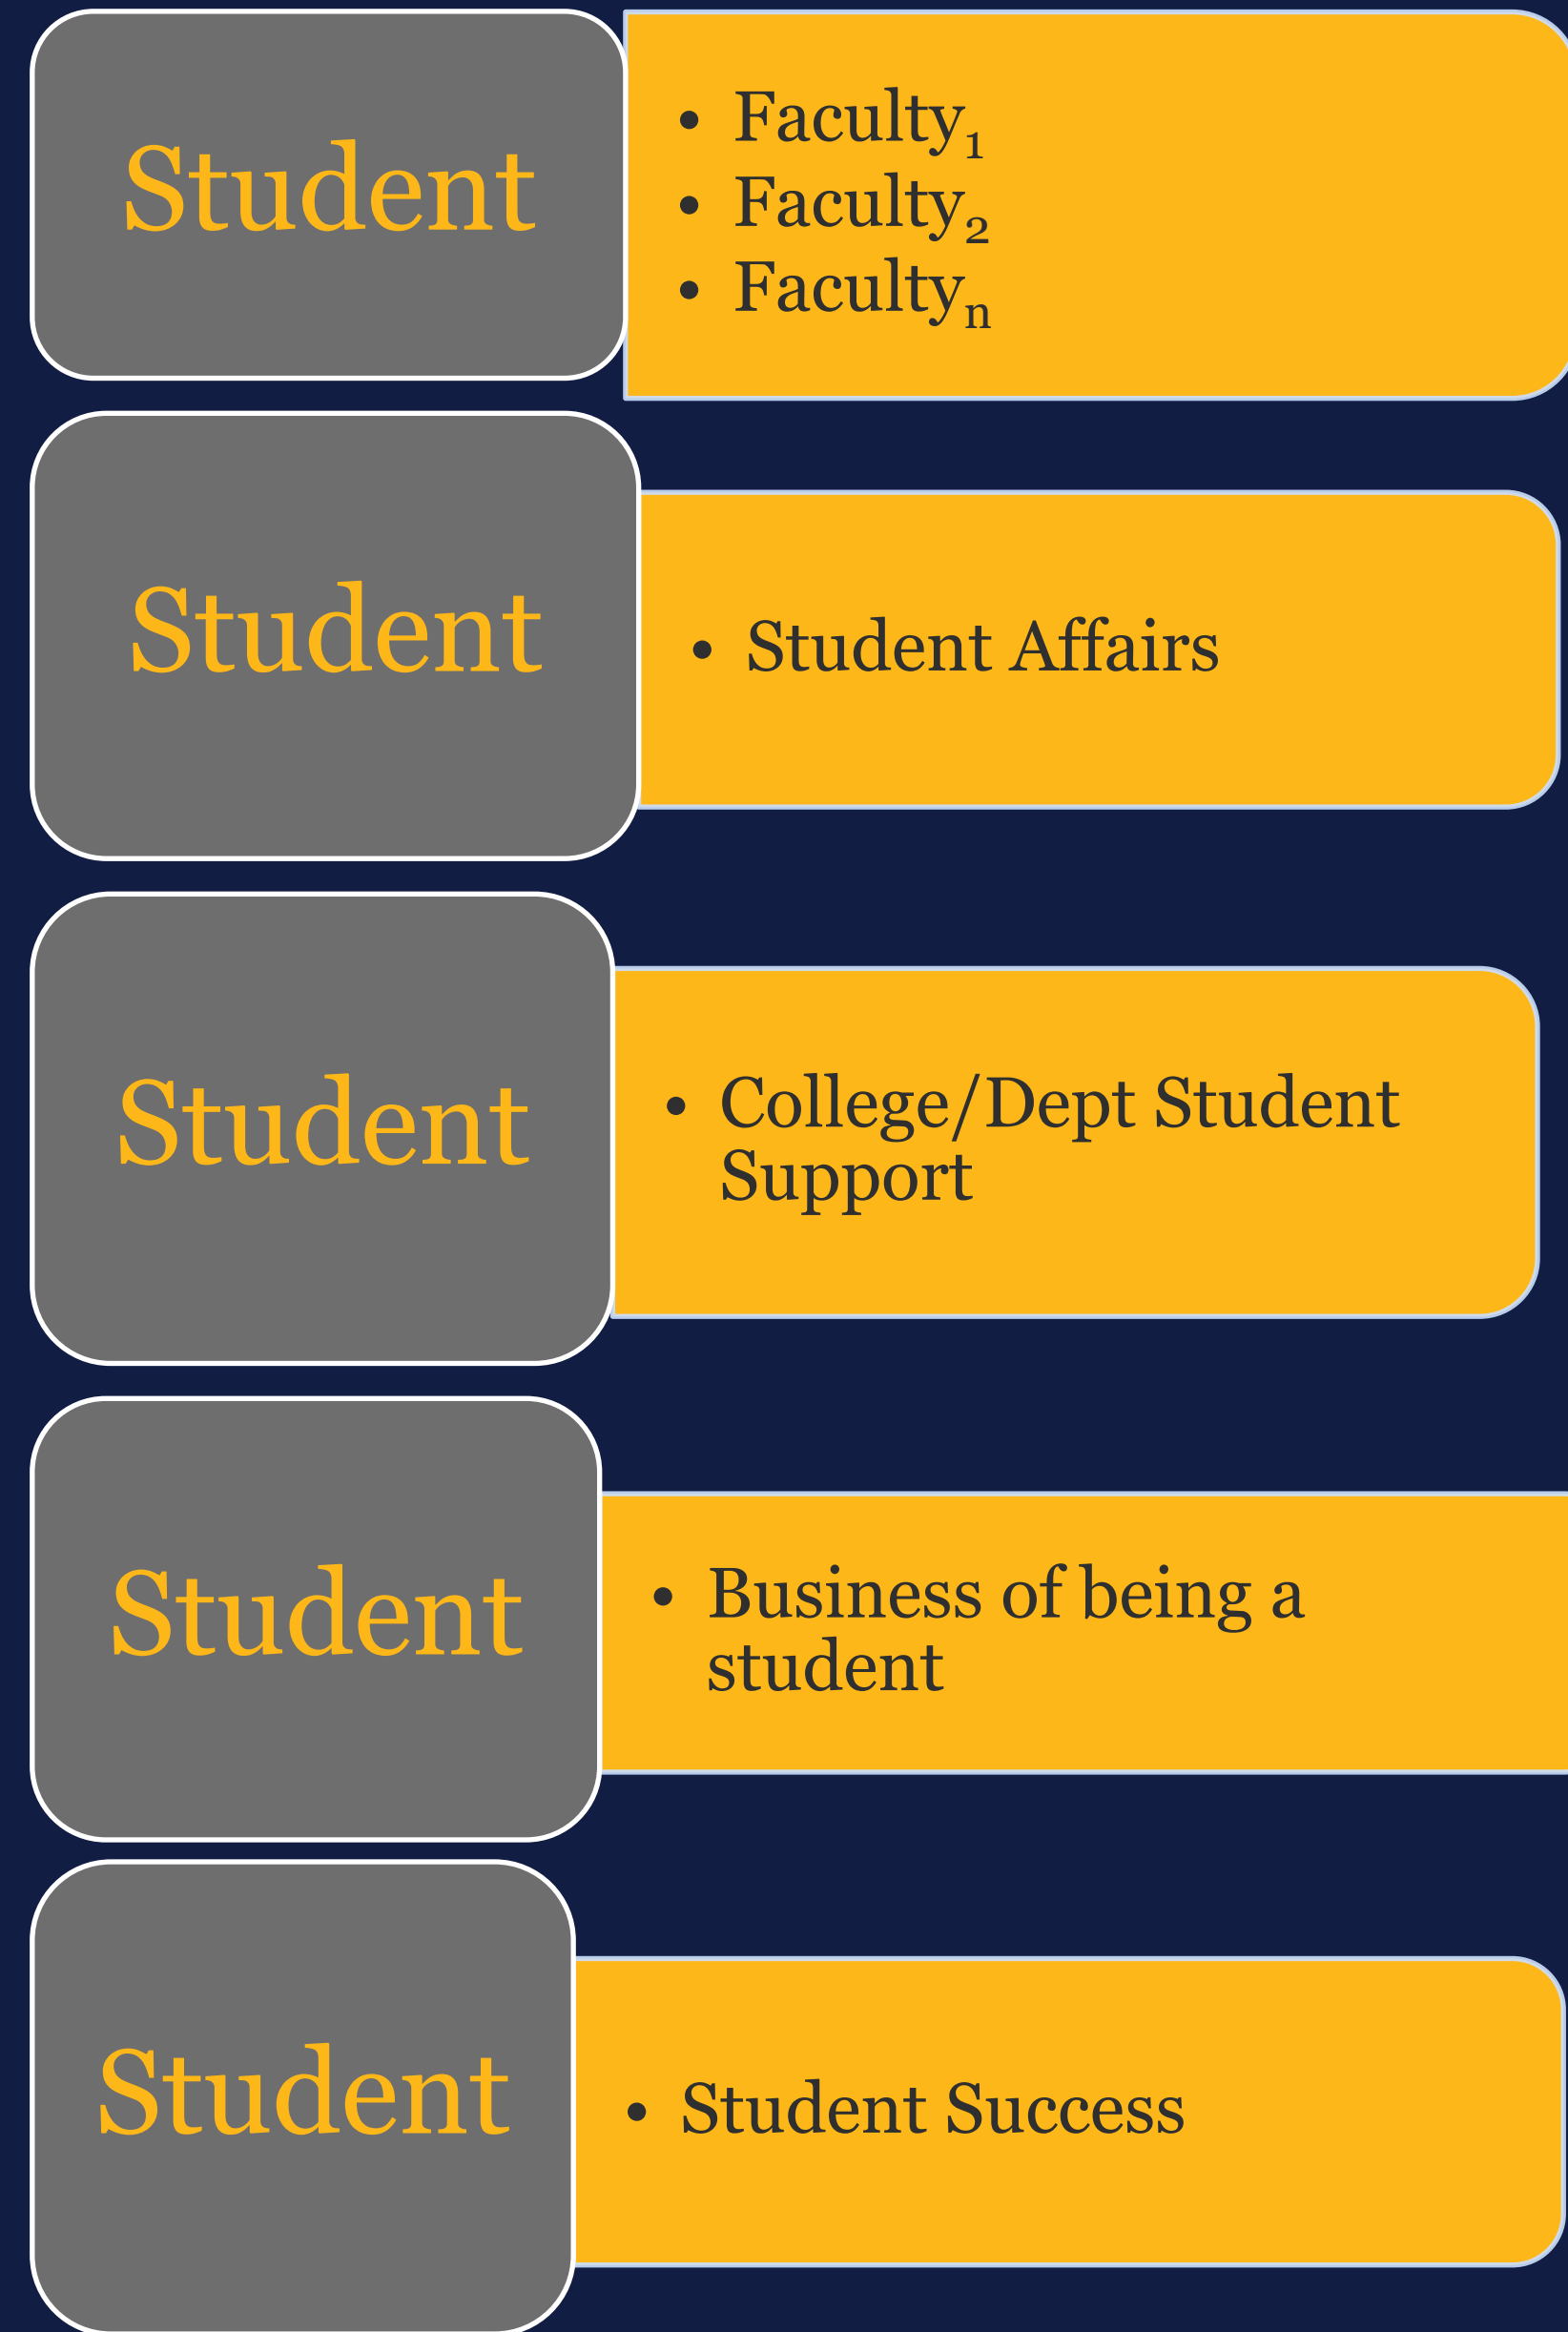 Student
• Faculty₁
• Faculty₂
• Facultyₙ
Student
• Student Affairs
Student
• College/Dept Student
Support
Student
• Business of being a
student
Student
• Student Success